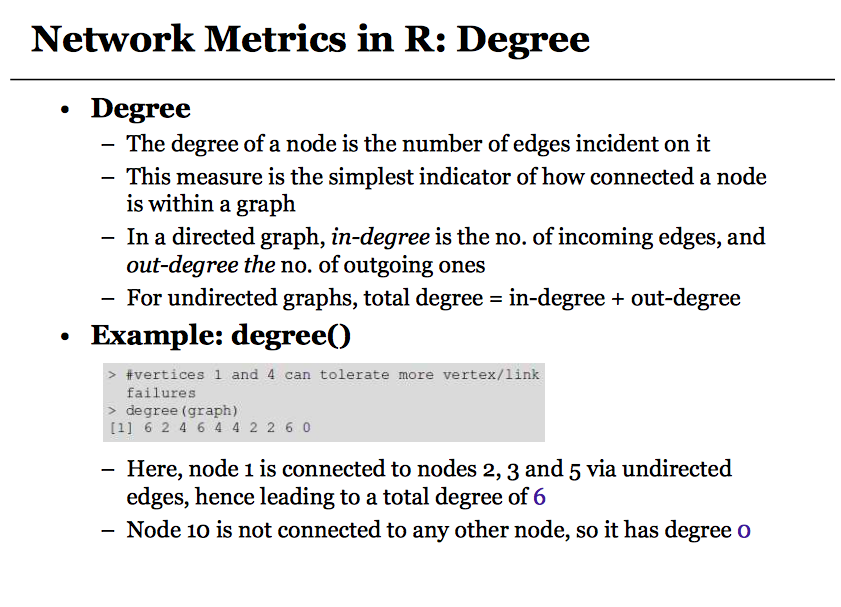 Network Metrics in R: Degree
• Degree
– The degree of a node is the number of edges incident on it
– This measure is the simplest indicator of how connected a node
is within a graph
– In a directed graph, in-degree is the no. of incoming edges, and
out-degree the no. of outgoing ones
– For undirected graphs, total degree = in-degree + out-degree
• Example: degree()
> #vertices 1 and 4 can tolerate more vertex/link
failures
> degree(graph)
[1] 6 2 4 6 4 4 2 2 6 0
– Here, node 1 is connected to nodes 2, 3 and 5 via undirected
edges, hence leading to a total degree of 6
– Node 10 is not connected to any other node, so it has degree 0